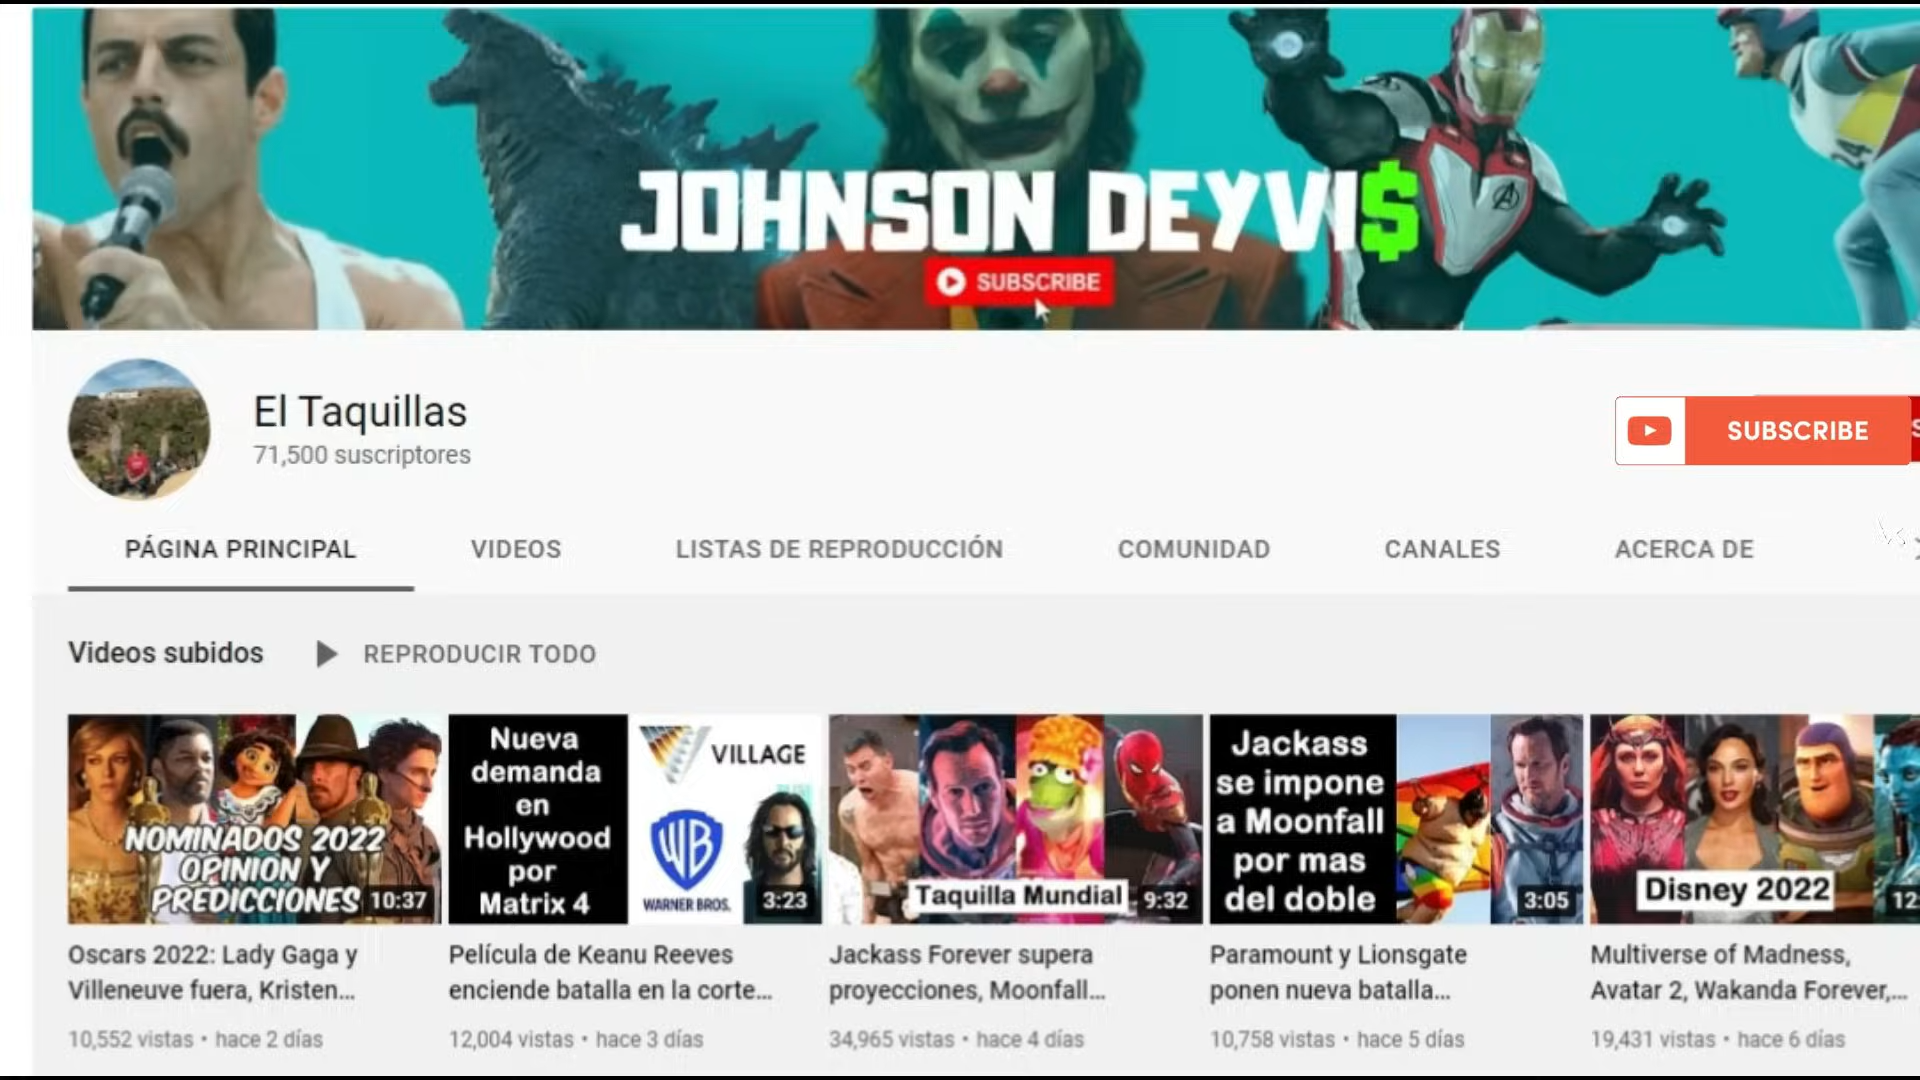 JOHNSON DEYVI$
SUBSCRIBE
El Taquillas
71,500 suscriptores
SUBSCRIBE
PÁGINA PRINCIPAL
VIDEOS
LISTAS DE REPRODUCCIÓN
COMUNIDAD
CANALES
ACERCA DE
Videos subidos
REPRODUCIR TODO
NOMINADOS 2022
OPINION Y
PREDICCIONES
10:37
Nueva
demanda
en
Hollywood
por
Matrix 4
VILLAGE
WB
WARNER BROS.
3:23
Taquilla Mundial
9:32
Jackass
se impone
a Moonfall
por mas
del doble
3:05
Disney 2022
12:
Oscars 2022: Lady Gaga y
Villeneuve fuera, Kristen...
10,552 vistas • hace 2 días
Película de Keanu Reeves
enciende batalla en la corte...
12,004 vistas • hace 3 días
Jackass Forever supera
proyecciones, Moonfall...
34,965 vistas • hace 4 días
Paramount y Lionsgate
ponen nueva batalla...
10,758 vistas • hace 5 días
Multiverse of Madness,
Avatar 2, Wakanda Forever,...
19,431 vistas • hace 6 días